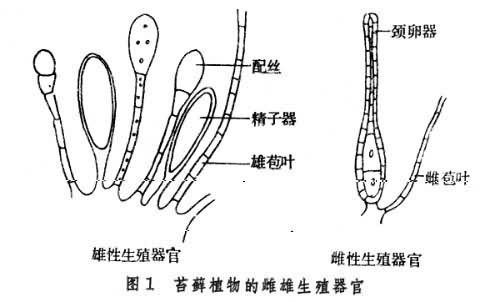 颈卵器
配丝
精子器
雄苞叶
雌苞叶
雄性生殖器官
雌性生殖器官
图1 苔藓植物的雌雄生殖器官